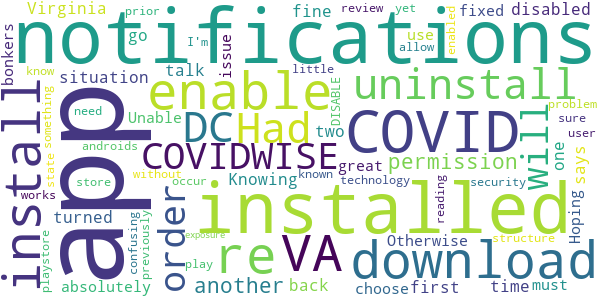 Virginia prior review yet fine fixed disabled
bonkers notifications
go I'm issue use allow enabled
know situation talk little
app enable COVID uninstall
install need Unable DC Had DISABLE two problem
state something androids COVIDWISE great permission will one sure user
store without Knowing known says
works turned order occur technology reading security
playstore confusing previously installed Hoping
absolutely another re VA download structure
play exposure back Otherwise
choose first time must